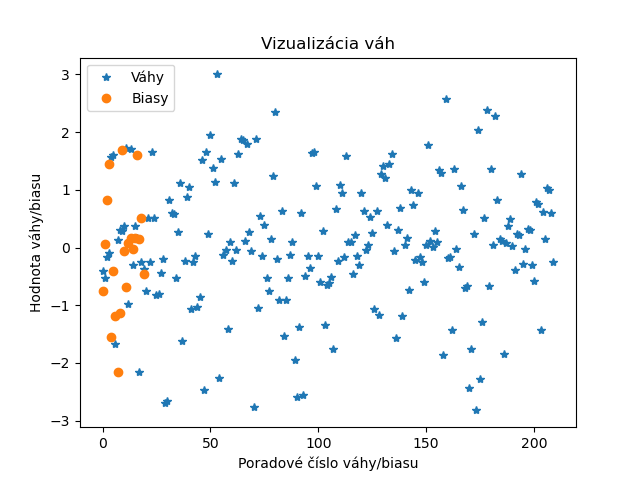 Vizualizácia váh
Váhy
Biasy
Hodnota váhy/biasu
3
2
1
0
−1
−2
−3
0
50
100
150
200
Poradové číslo váhy/biasu